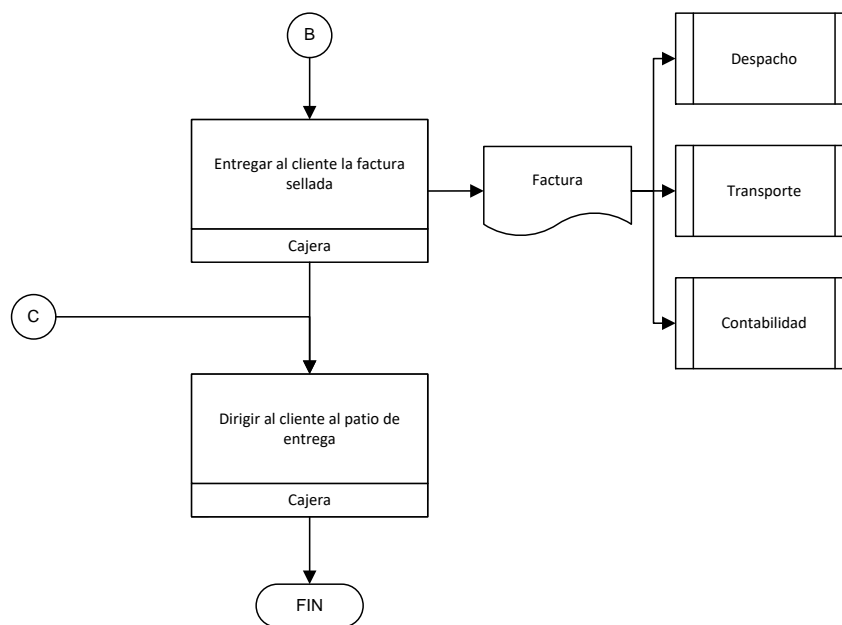 B
Despacho
Entregar al cliente la factura
sellada
Cajera
Factura
Transporte
Contabilidad
C
Dirigir al cliente al patio de
entrega
Cajera
FIN